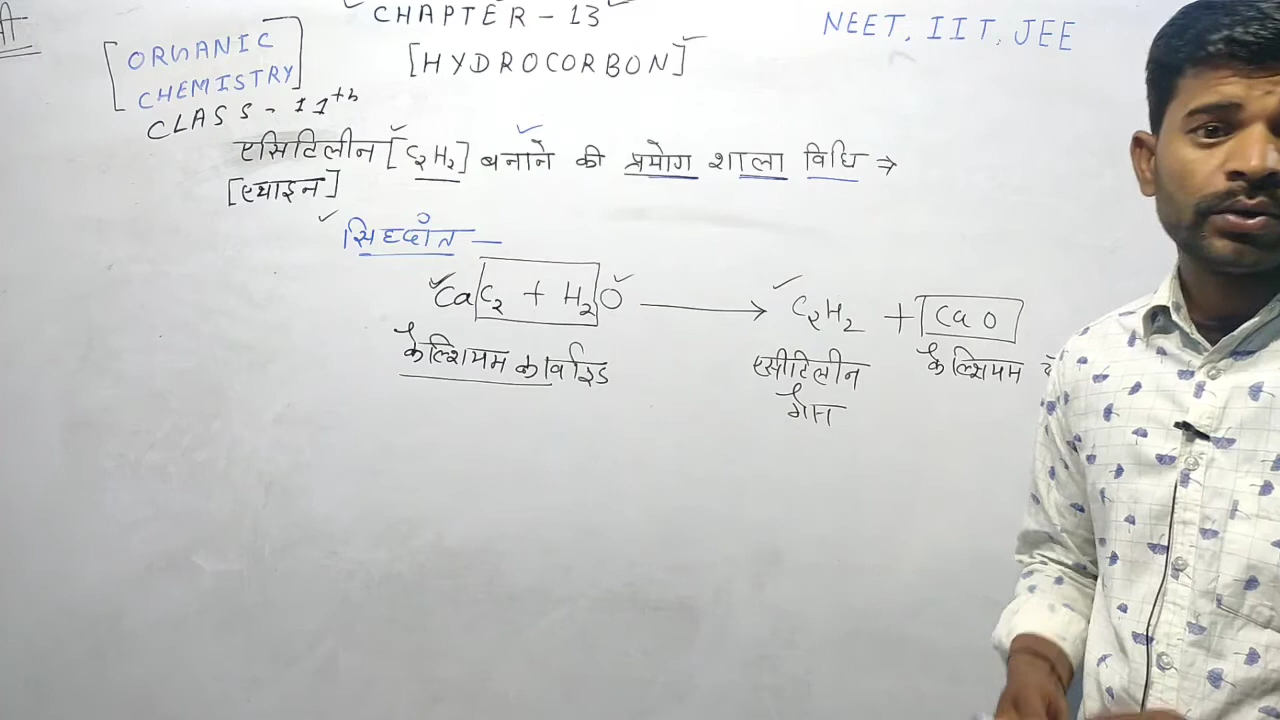 CHAPTER - 13
[HYDROCORBON]
NEET, IIT, JEE
[ORGANIC
CHEMISTRY]
CLASS - 11th
एसिटिलीन [C2H2] बनाने की प्रयोग शाला विधि ⇒
[एथाइन]
सिद्दाँत —
CaC2 + H2O ⟶ C2H2 + CaO
कैल्शियम कार्वाइड एसीटिलीन कैल्शियम
गैस